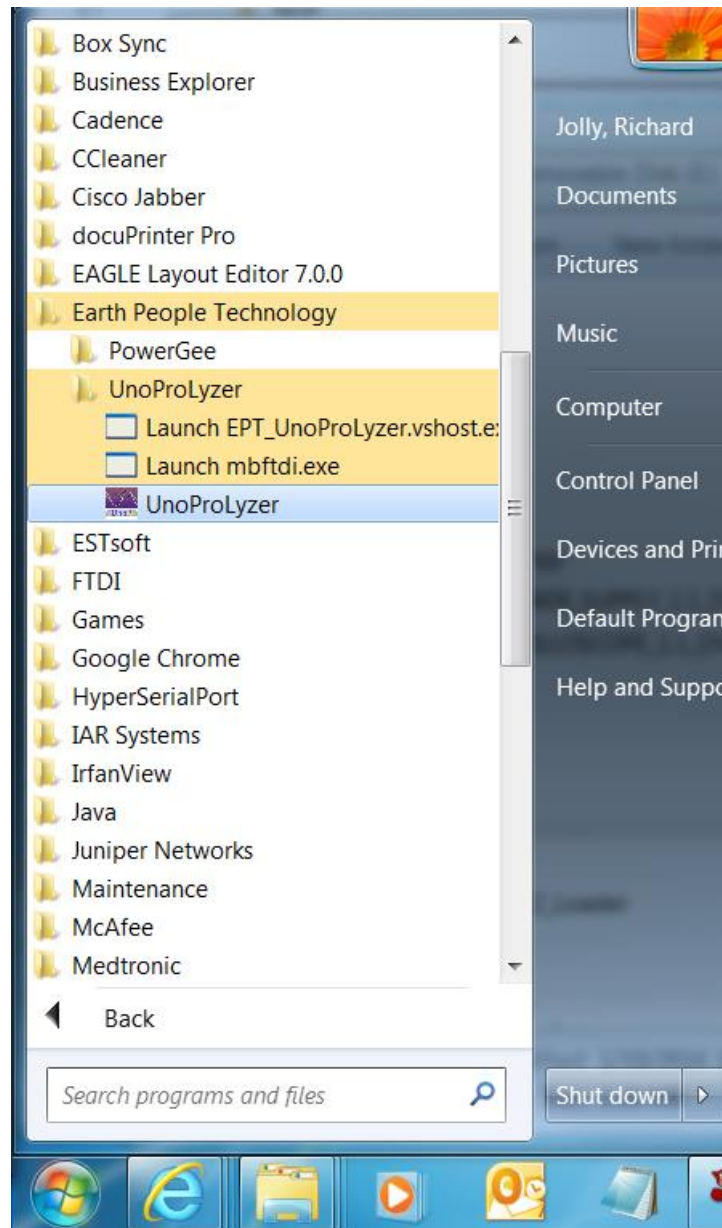 Box Sync
Business Explorer
Cadence
CCleaner
Cisco Jabber
docuPrinter Pro
EAGLE Layout Editor 7.0.0
Earth People Technology
PowerGee
UnoProLyzer
Launch EPT_UnoProLyzer.vshost.e
Launch mbftdi.exe
UnoProLyzer
ESTsoft
FTDI
Games
Google Chrome
HyperSerialPort
IAR Systems
IrfanView
Java
Juniper Networks
Maintenance
McAfee
Medtronic
Back
Search programs and files
Jolly, Richard
Documents
Pictures
Music
Computer
Control Panel
Devices and Prin
Default Program
Help and Suppo
Shut down